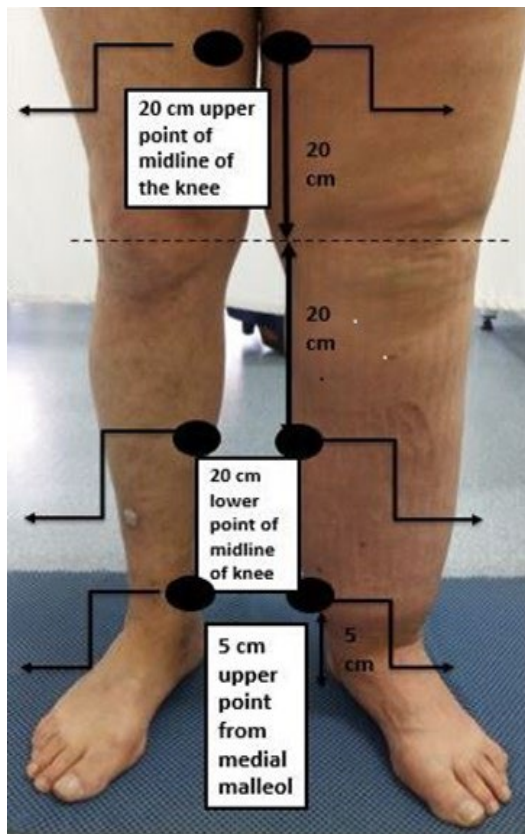 20 cm upper
point of
midline of
the knee
20
cm
20
cm
20 cm
lower
point of
midline
of knee
5 cm
upper
point
from
medial
malleol
5
cm